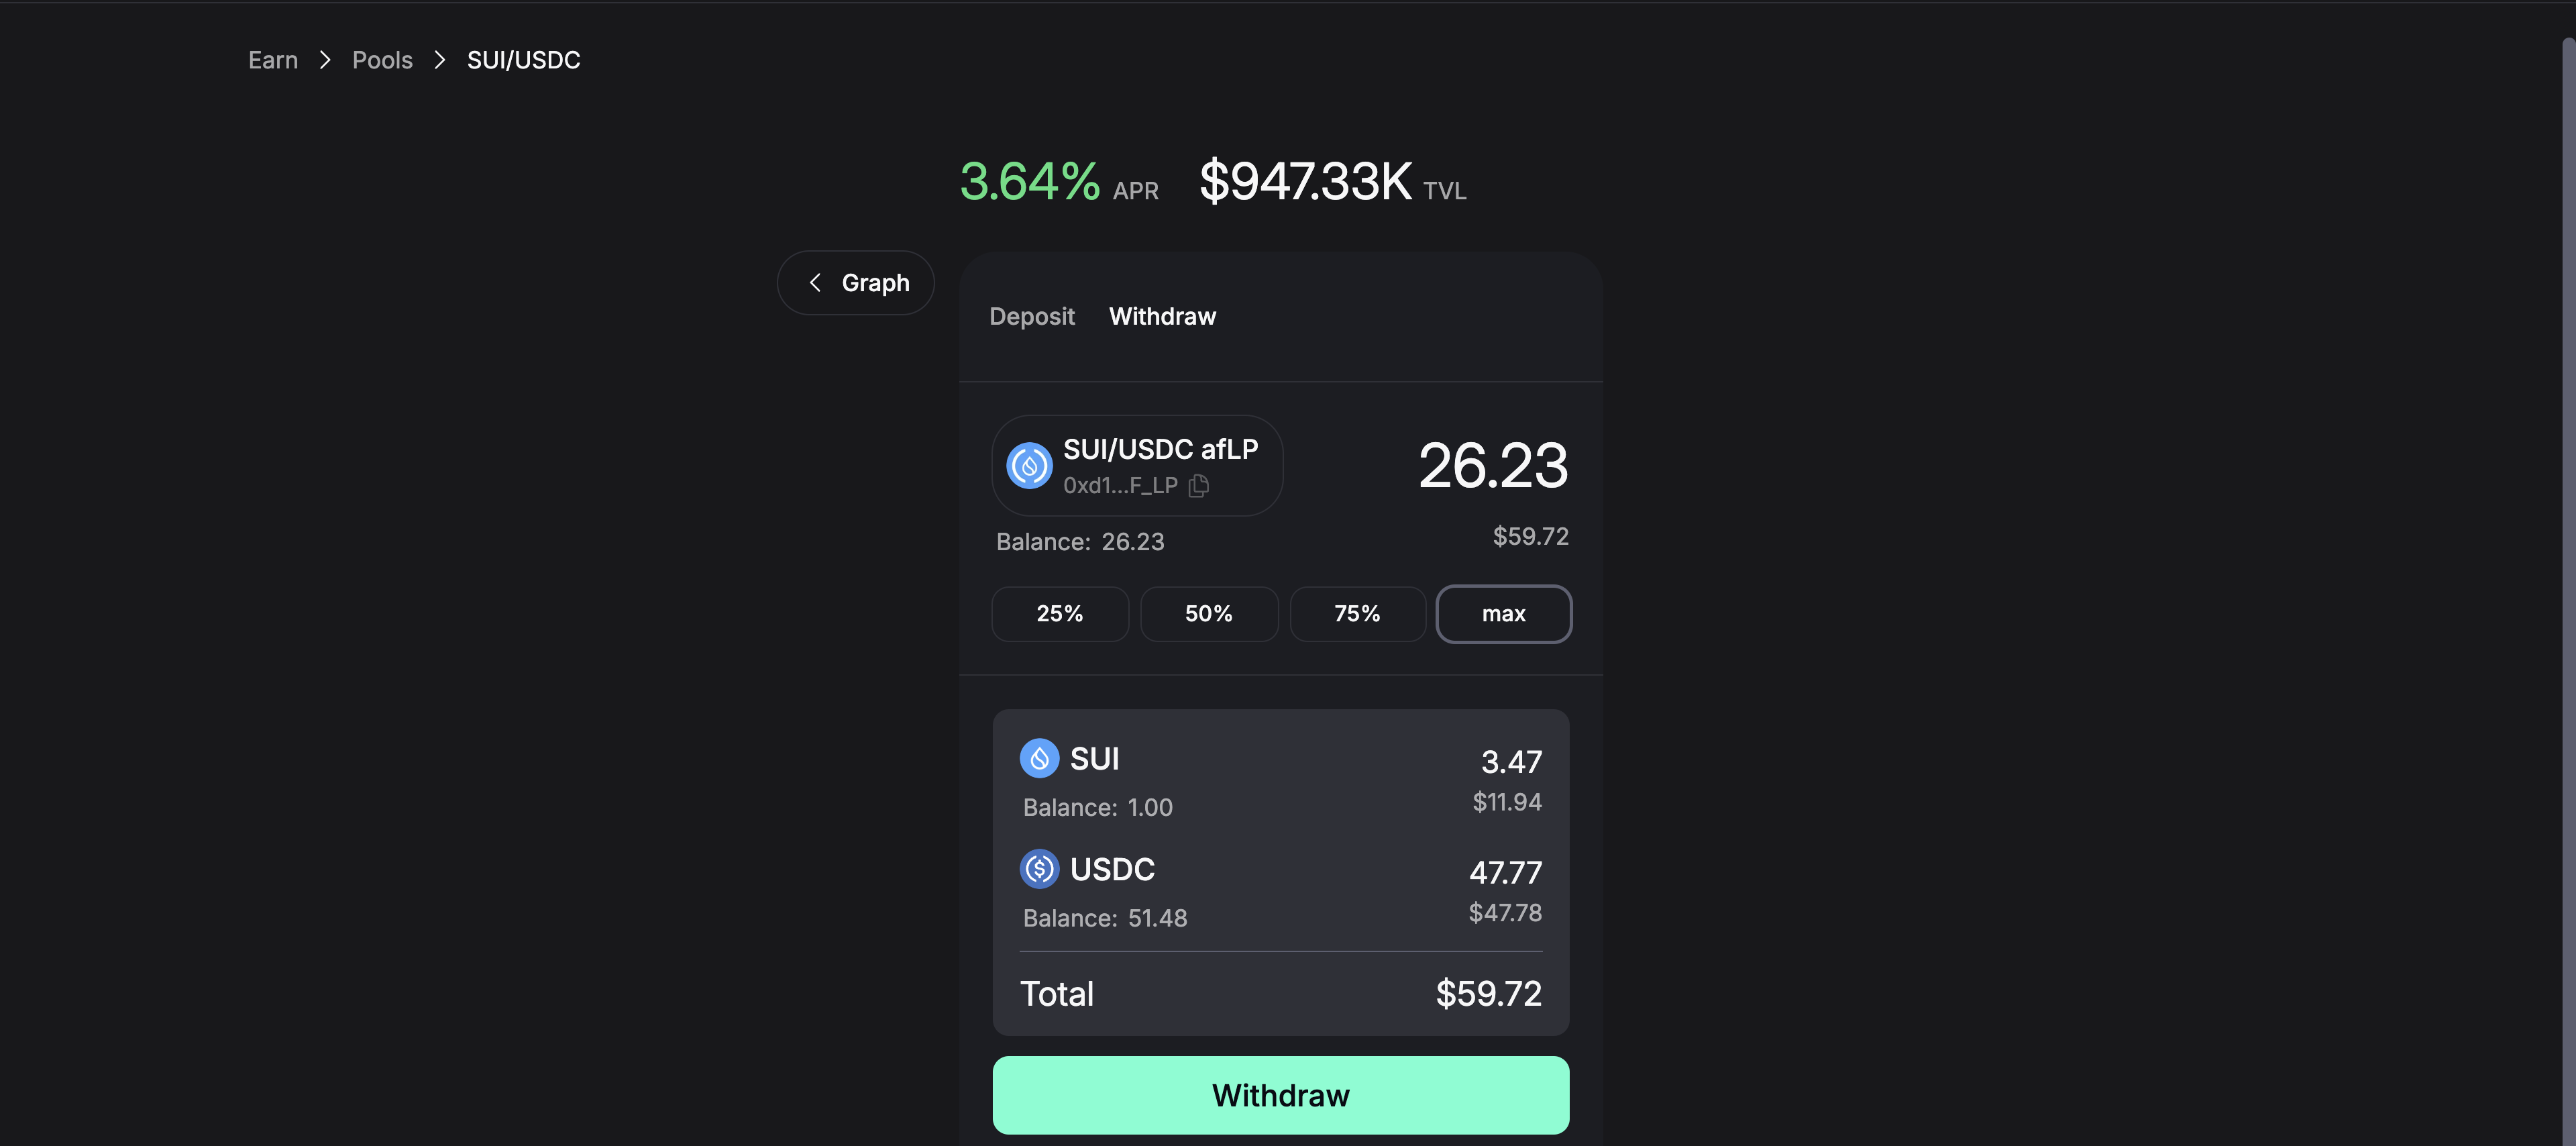 Earn > Pools > SUI/USDC
3.64% APR $947.33K TVL
Graph
Deposit Withdraw
SUI/USDC afLP
0xd1...F_LP
26.23
Balance: 26.23
$59.72
25% 50% 75% max
SUI 3.47
Balance: 1.00 $11.94
USDC 47.77
Balance: 51.48 $47.78
Total $59.72
Withdraw